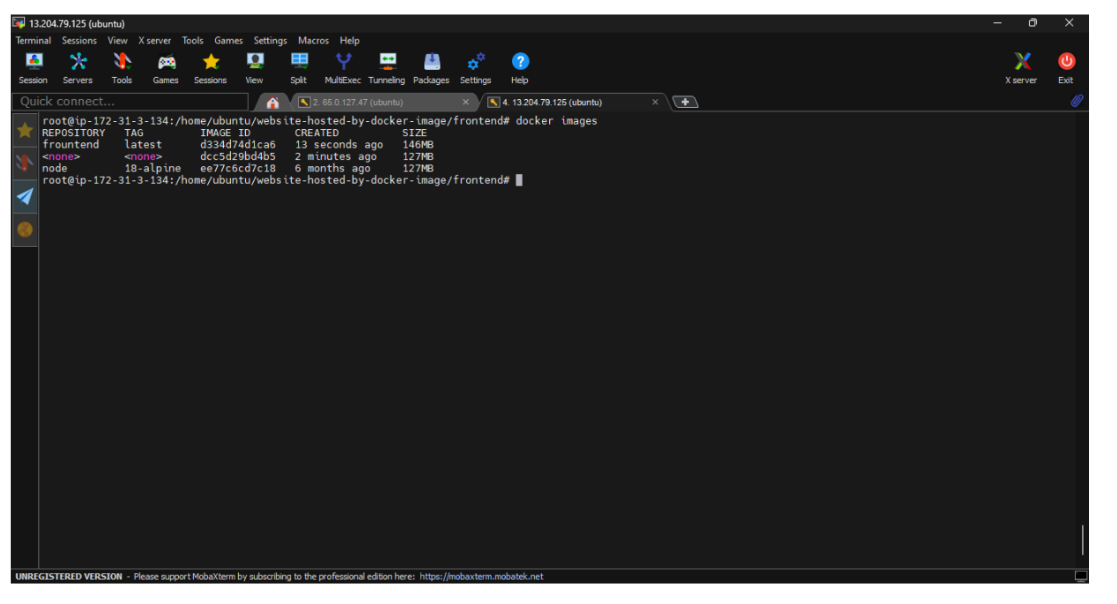 13.204.79.125 (ubuntu)
Terminal Sessions View X server Tools Games Settings Macros Help
Session Servers Tools Games Sessions View Split MultiExec Tunneling Packages Settings Help X server Exit
Quick connect... 2. 65.0.127.47 (ubuntu) 4. 13.204.79.125 (ubuntu)
root@ip-172-31-3-134:/home/ubuntu/website-hosted-by-docker-image/frontend# docker images
REPOSITORY TAG IMAGE ID CREATED SIZE
frountend latest d334d74d1ca6 13 seconds ago 146MB
<none> <none> dcc5d29bd4b5 2 minutes ago 127MB
node 18-alpine ee77c6cd7c18 6 months ago 127MB
root@ip-172-31-3-134:/home/ubuntu/website-hosted-by-docker-image/frontend#
UNREGISTERED VERSION - Please support MobaXterm by subscribing to the professional edition here: https://mobaxterm.mobatek.net